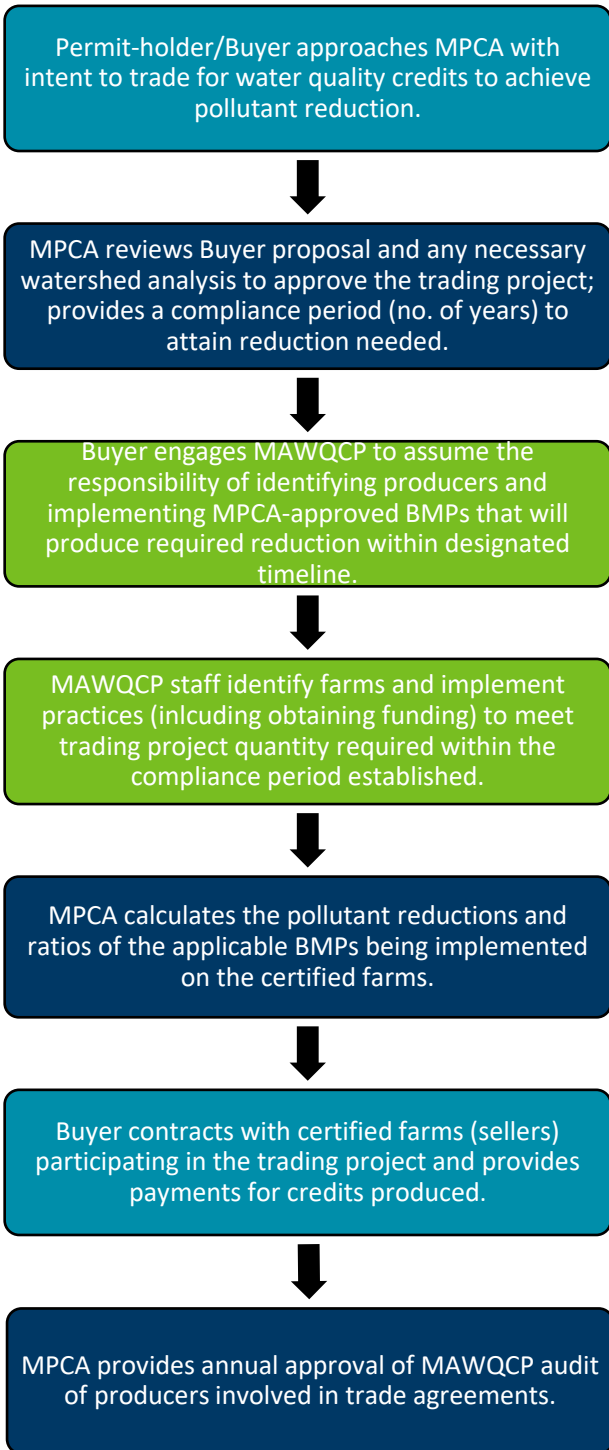 Permit-holder/Buyer approaches MPCA with
intent to trade for water quality credits to achieve
pollutant reduction.
MPCA reviews Buyer proposal and any necessary
watershed analysis to approve the trading project;
provides a compliance period (no. of years) to
attain reduction needed.
Buyer engages MAWQCP to assume the
responsibility of identifying producers and
implementing MPCA-approved BMPs that will
produce required reduction within designated
timeline.
MAWQCP staff identify farms and implement
practices (inlcuding obtaining funding) to meet
trading project quantity required within the
compliance period established.
MPCA calculates the pollutant reductions and
ratios of the applicable BMPs being implemented
on the certified farms.
Buyer contracts with certified farms (sellers)
participating in the trading project and provides
payments for credits produced.
MPCA provides annual approval of MAWQCP audit
of producers involved in trade agreements.